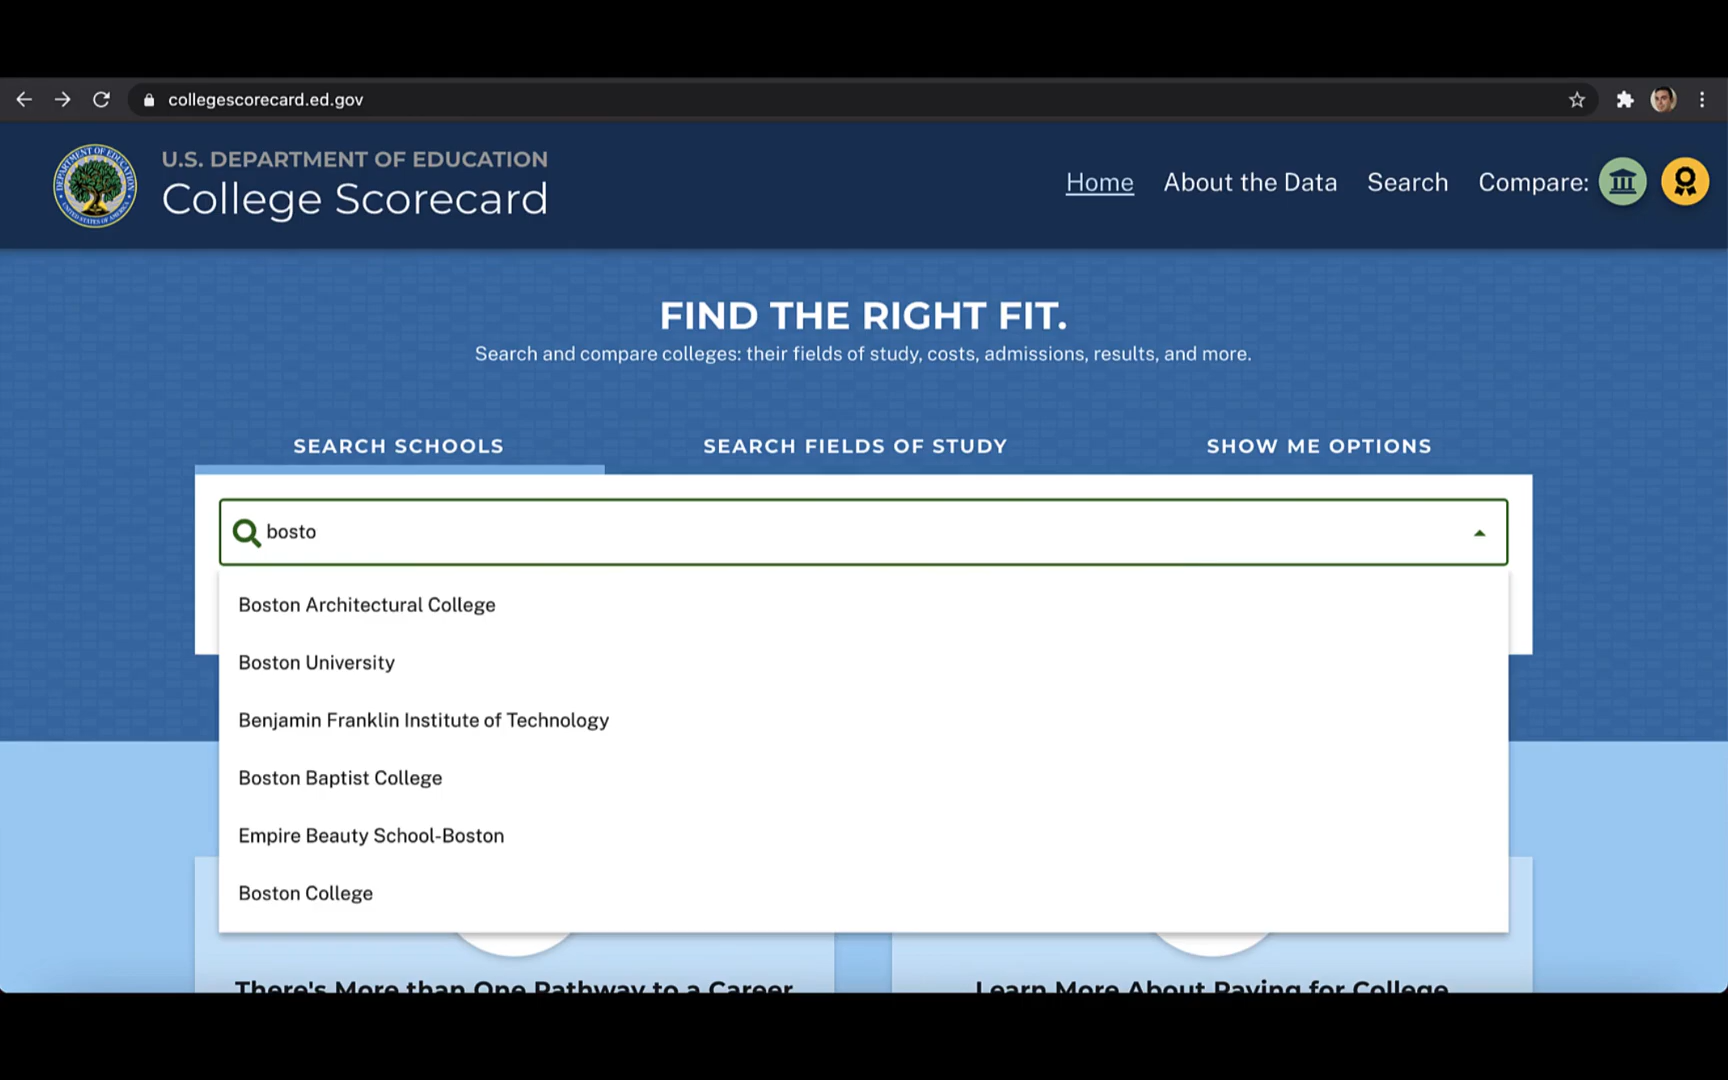 collegescorecard.ed.gov
U.S. DEPARTMENT OF EDUCATION
College Scorecard
Home About the Data Search Compare:
FIND THE RIGHT FIT.
Search and compare colleges: their fields of study, costs, admissions, results, and more.
SEARCH SCHOOLS SEARCH FIELDS OF STUDY SHOW ME OPTIONS
bosto
Boston Architectural College
Boston University
Benjamin Franklin Institute of Technology
Boston Baptist College
Empire Beauty School-Boston
Boston College
There's More than One Pathway to a Career Learn More About Paying for College